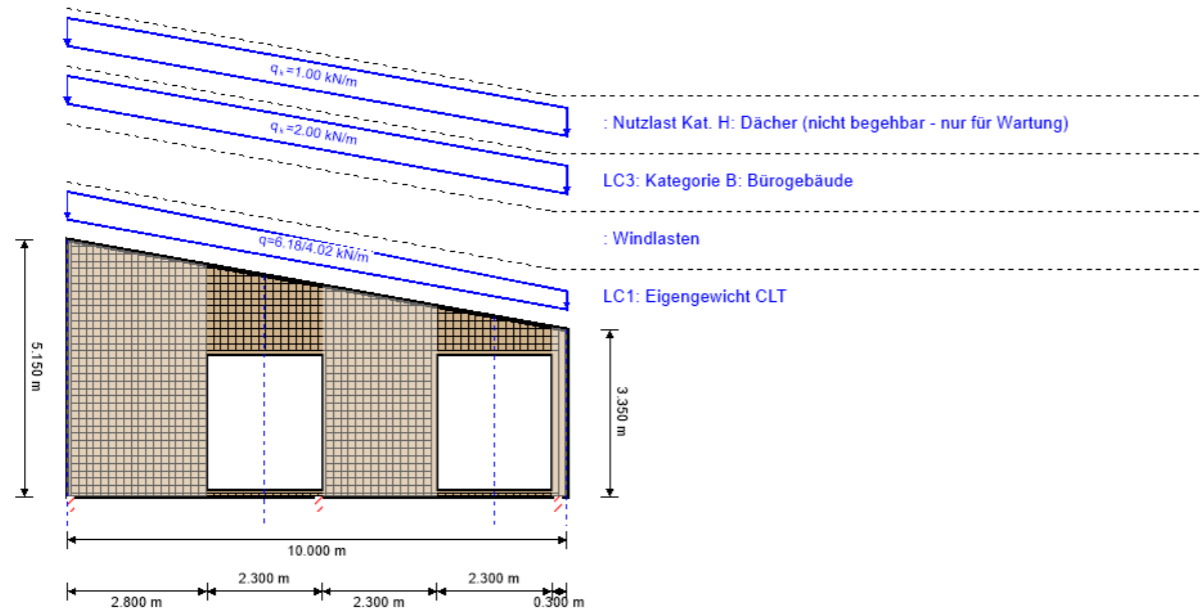 qₖ=1.00 kN/m
: Nutzlast Kat. H: Dächer (nicht begehbar - nur für Wartung)
qₖ=2.00 kN/m
LC3: Kategorie B: Bürogebäude
: Windlasten
q=6.18/4.02 kN/m
LC1: Eigengewicht CLT
5.150 m
3.350 m
10.000 m
2.300 m
2.300 m
2.800 m
2.300 m
0.300 m